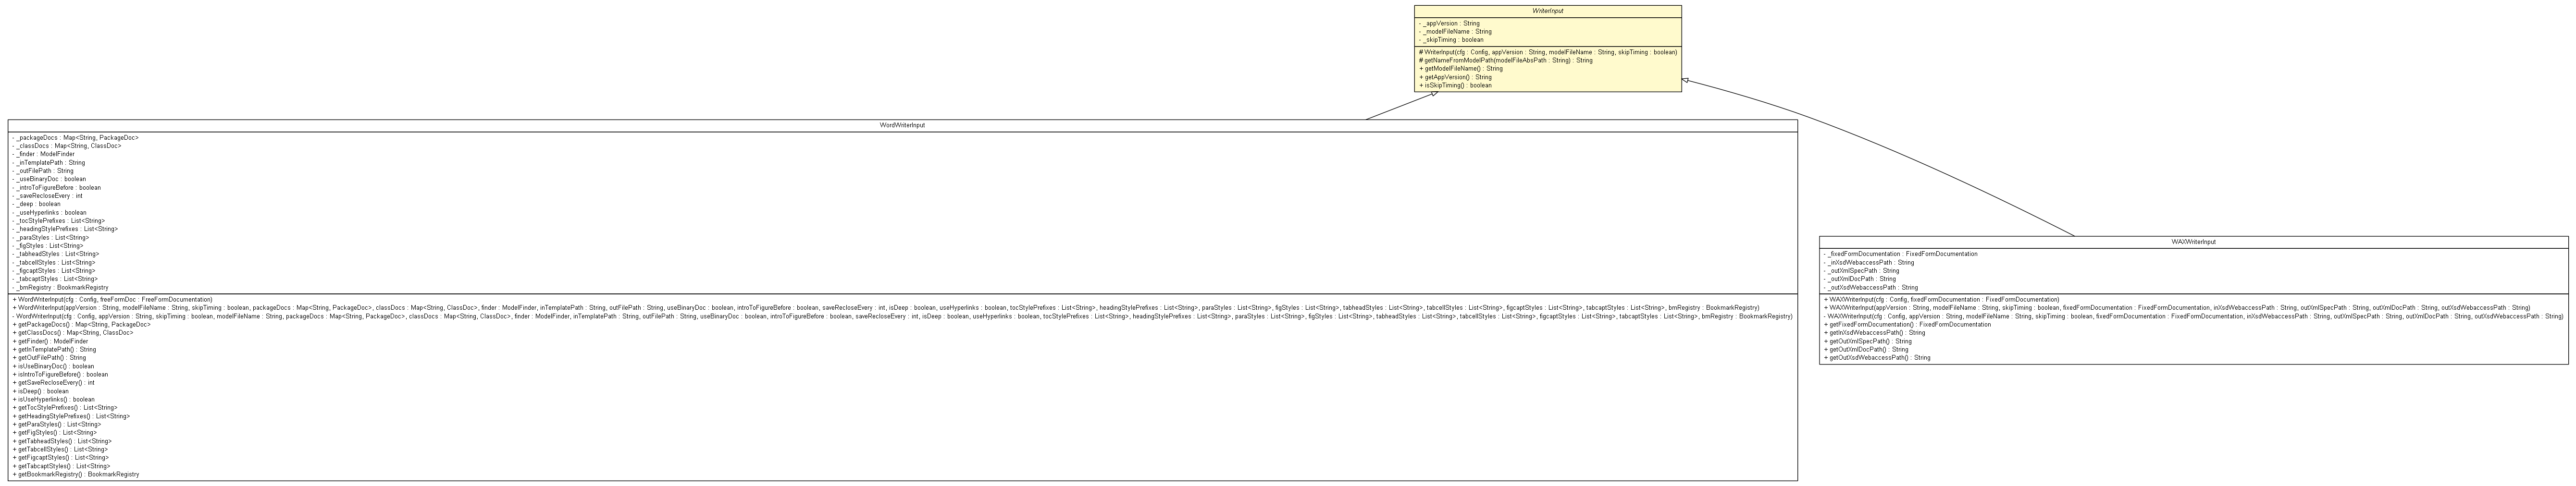 WriterInput
- _appVersion : String
- _modelFileName : String
- _skipTiming : boolean
# WriterInput(cfg : Config, appVersion : String, modelFileName : String, skipTiming : boolean)
# getNameFromModelPath(modelFileAbsPath : String) : String
+ getModelFileName() : String
+ getAppVersion() : String
+ isSkipTiming() : boolean
WordWriterInput
- _packageDocs : Map<String, PackageDoc>
- _classDocs : Map<String, ClassDoc>
- _finder : ModelFinder
- _inTemplatePath : String
- _outFilePath : String
- _useBinaryDoc : boolean
- _introToFigureBefore : boolean
- _saveRecloseEvery : int
- _deep : boolean
- _useHyperlinks : boolean
- _tocStylePrefixes : List<String>
- _headingStylePrefixes : List<String>
- _paraStyles : List<String>
- _figStyles : List<String>
- _tabheadStyles : List<String>
- _tabcellStyles : List<String>
- _figcaptStyles : List<String>
- _tabcaptStyles : List<String>
- _bmRegistry : BookmarkRegistry
+ WordWriterInput(cfg : Config, freeFormDoc : FreeFormDocumentation)
+ WordWriterInput(appVersion : String, modelFileName : String, skipTiming : boolean, packageDocs : Map<String, PackageDoc>, classDocs : Map<String, ClassDoc>, finder : ModelFinder, inTemplatePath : String, outFilePath : String, useBinaryDoc : boolean, introToFigureBefore : boolean, saveRecloseEvery : int, isDeep : boolean, useHyperlinks : boolean, tocStylePrefixes : List<String>, headingStylePrefixes : List<String>, paraStyles : List<String>, figStyles : List<String>, tabheadStyles : List<String>, tabcellStyles : List<String>, figcaptStyles : List<String>, tabcaptStyles : List<String>, bmRegistry : BookmarkRegistry)
- WordWriterInput(cfg : Config, appVersion : String, skipTiming : boolean, modelFileName : String, packageDocs : Map<String, PackageDoc>, classDocs : Map<String, ClassDoc>, finder : ModelFinder, inTemplatePath : String, outFilePath : String, useBinaryDoc : boolean, introToFigureBefore : boolean, saveRecloseEvery : int, isDeep : boolean, useHyperlinks : boolean, tocStylePrefixes : List<String>, headingStylePrefixes : List<String>, paraStyles : List<String>, figStyles : List<String>, tabheadStyles : List<String>, tabcellStyles : List<String>, figcaptStyles : List<String>, tabcaptStyles : List<String>, bmRegistry : BookmarkRegistry)
+ getPackageDocs() : Map<String, PackageDoc>
+ getClassDocs() : Map<String, ClassDoc>
+ getFinder() : ModelFinder
+ getInTemplatePath() : String
+ getOutFilePath() : String
+ isUseBinaryDoc() : boolean
+ isIntroToFigureBefore() : boolean
+ getSaveRecloseEvery() : int
+ isDeep() : boolean
+ isUseHyperlinks() : boolean
+ getTocStylePrefixes() : List<String>
+ getHeadingStylePrefixes() : List<String>
+ getParaStyles() : List<String>
+ getFigStyles() : List<String>
+ getTabheadStyles() : List<String>
+ getTabcellStyles() : List<String>
+ getFigcaptStyles() : List<String>
+ getTabcaptStyles() : List<String>
+ getBookmarkRegistry() : BookmarkRegistry
WAXWriterInput
- _fixedFormDocumentation : FixedFormDocumentation
- _inXsdWebaccessPath : String
- _outXmlSpecPath : String
- _outXmlDocPath : String
- _outXsdWebaccessPath : String
+ WAXWriterInput(cfg : Config, fixedFormDocumentation : FixedFormDocumentation)
+ WAXWriterInput(appVersion : String, modelFileName : String, skipTiming : boolean, fixedFormDocumentation : FixedFormDocumentation, inXsdWebaccessPath : String, outXmlSpecPath : String, outXmlDocPath : String, outXsdWebaccessPath : String)
- WAXWriterInput(cfg : Config, appVersion : String, modelFileName : String, skipTiming : boolean, fixedFormDocumentation : FixedFormDocumentation, inXsdWebaccessPath : String, outXmlSpecPath : String, outXmlDocPath : String, outXsdWebaccessPath : String)
+ getFixedFormDocumentation() : FixedFormDocumentation
+ getInXsdWebaccessPath() : String
+ getOutXmlSpecPath() : String
+ getOutXmlDocPath() : String
+ getOutXsdWebaccessPath() : String